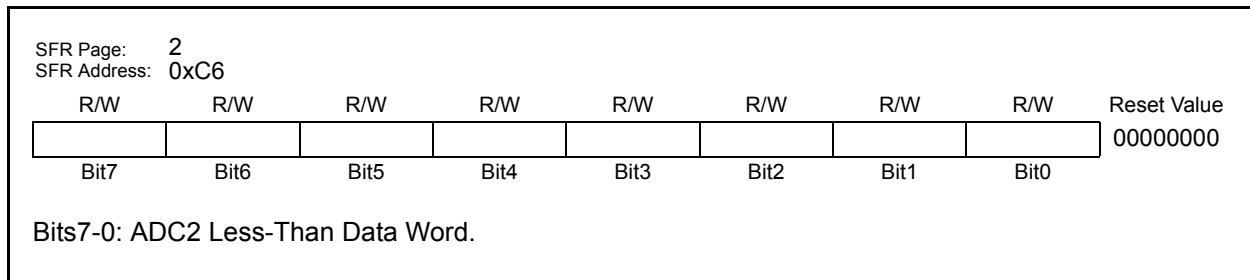 SFR Page: 2
SFR Address: 0xC6
R/W R/W R/W R/W R/W R/W R/W R/W Reset Value
00000000
Bit7 Bit6 Bit5 Bit4 Bit3 Bit2 Bit1 Bit0
Bits7-0: ADC2 Less-Than Data Word.